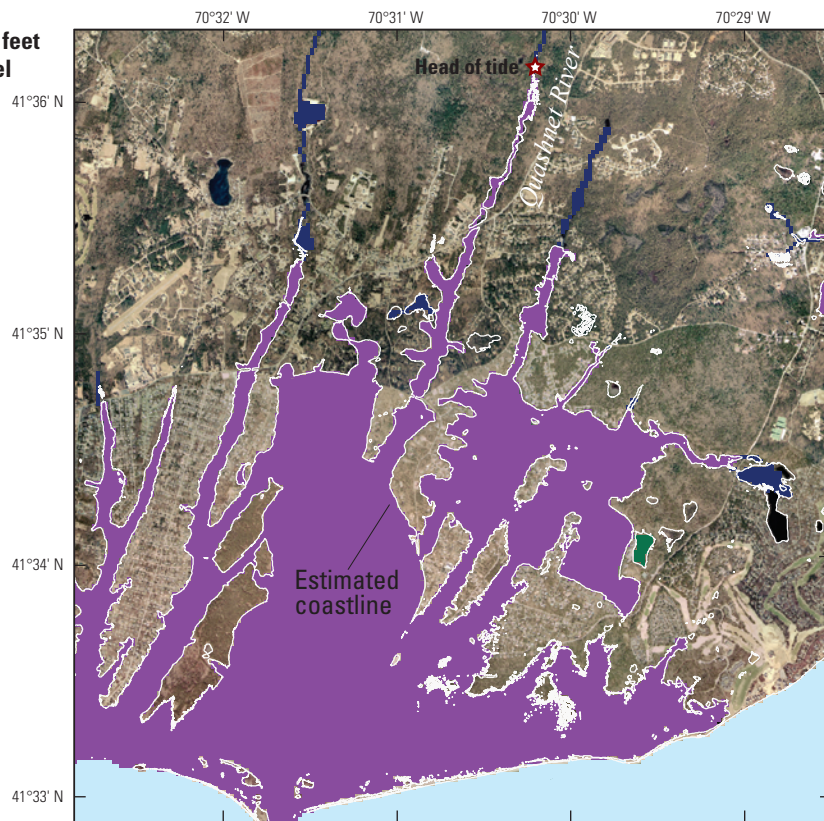 70°32' W
70°31' W
70°30' W
70°29' W
feet
el
41°36' N
41°35' N
41°34' N
41°33' N
Head of tide
Quashnet River
Estimated
coastline